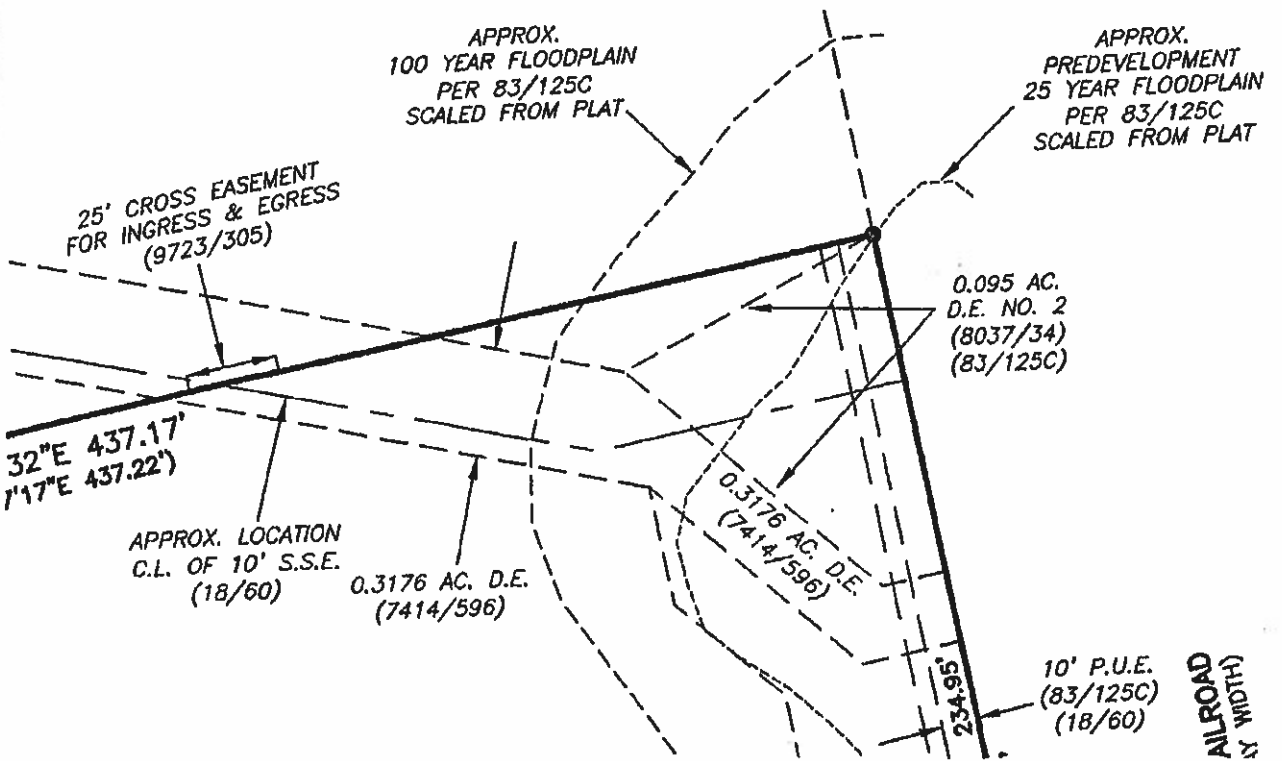 APPROX.
100 YEAR FLOODPLAIN
PER 83/125C
SCALED FROM PLAT
APPROX.
PREDEVELOPMENT
25 YEAR FLOODPLAIN
PER 83/125C
SCALED FROM PLAT
25' CROSS EASEMENT
FOR INGRESS & EGRESS
(9723/305)
0.095 AC.
D.E. NO. 2
(8037/34)
(83/125C)
32"E 437.17'
1'17"E 437.22')
APPROX. LOCATION
C.L. OF 10' S.S.E.
(18/60)
0.3176 AC. D.E.
(7414/596)
0.3176 AC. D.E.
(7414/596)
234.95'
10' P.U.E.
(83/125C)
(18/60)
AILROAD
AY WIDTH)